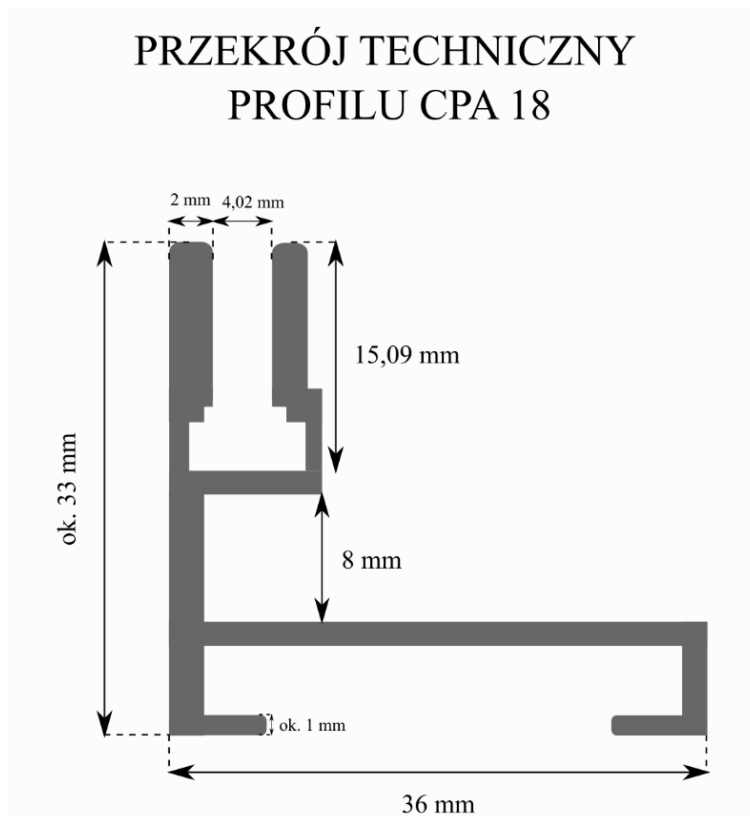 PRZEKRÓJ TECHNICZNY
PROFILU CPA 18
2 mm
4,02 mm
15,09 mm
ok. 33 mm
8 mm
ok. 1 mm
36 mm